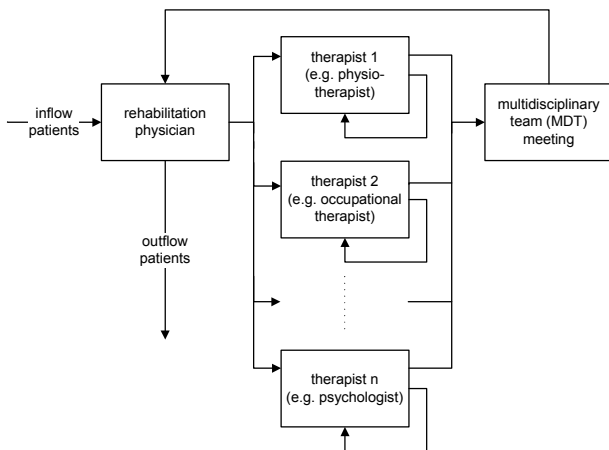 therapist 1
(e.g. physio-
therapist)
inflow
patients
rehabilitation
physician
multidisciplinary
team (MDT)
meeting
therapist 2
(e.g. occupational
therapist)
outflow
patients
therapist n
(e.g. psychologist)